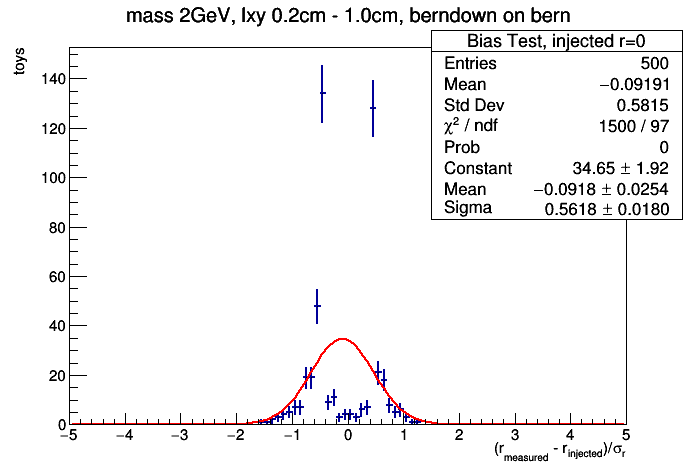 mass 2GeV, lxy 0.2cm - 1.0cm, berndown on bern
Bias Test, injected r=0
Entries 500
Mean −0.09191
Std Dev 0.5815
χ² / ndf 1500 / 97
Prob 0
Constant 34.65 ± 1.92
Mean −0.0918 ± 0.0254
Sigma 0.5618 ± 0.0180
toys
140
120
100
80
60
40
20
0
−5 −4 −3 −2 −1 0 1 2 3 4 5
(r_measured - r_injected)/σ_r